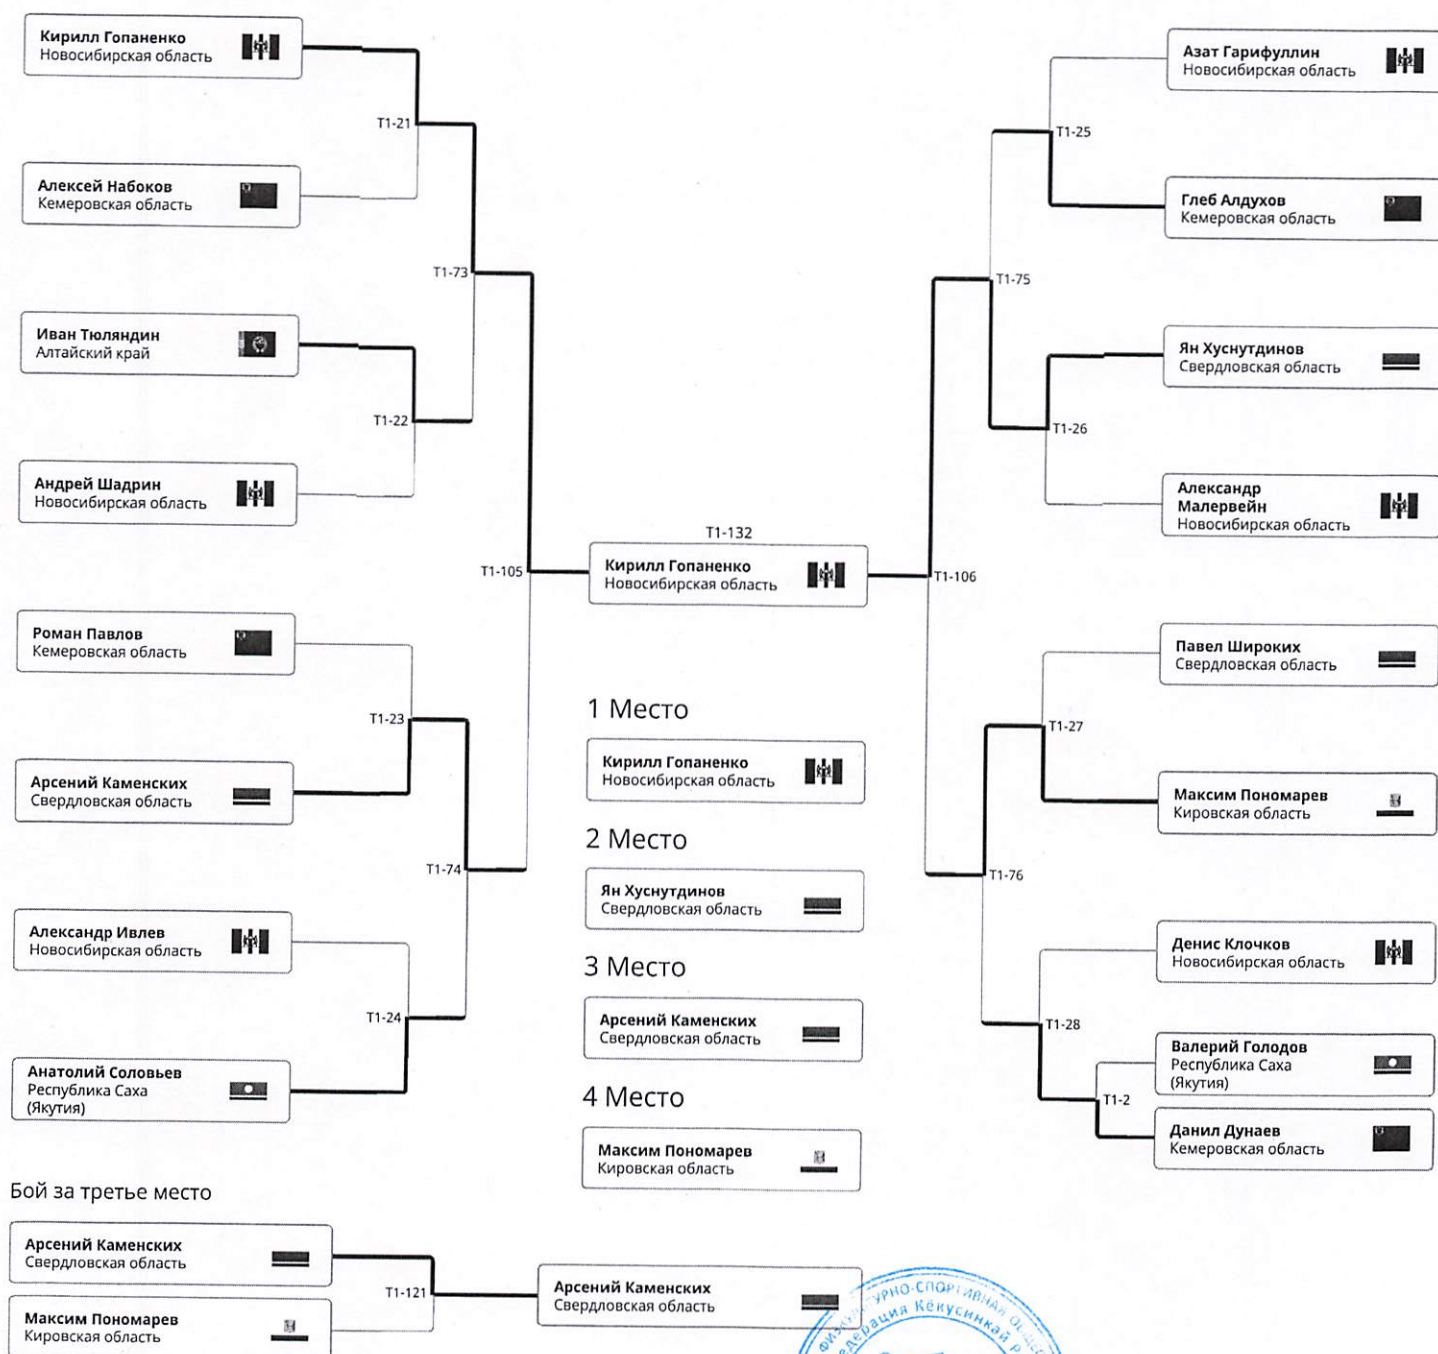 Кирилл Гопаненко
Новосибирская область
T1-21
Алексей Набоков
Кемеровская область
T1-73
Иван Тюляндин
Алтайский край
T1-22
Андрей Шадрин
Новосибирская область
T1-105
Роман Павлов
Кемеровская область
T1-23
Арсений Каменских
Свердловская область
T1-74
Александр Ивлев
Новосибирская область
T1-24
Анатолий Соловьев
Республика Саха
(Якутия)
T1-132
Кирилл Гопаненко
Новосибирская область
1 Место
Кирилл Гопаненко
Новосибирская область
2 Место
Ян Хуснутдинов
Свердловская область
3 Место
Арсений Каменских
Свердловская область
4 Место
Максим Пономарев
Кировская область
Азат Гарифуллин
Новосибирская область
T1-25
Глеб Алдухов
Кемеровская область
T1-75
Ян Хуснутдинов
Свердловская область
T1-26
Александр
Малервейн
Новосибирская область
T1-106
Павел Широких
Свердловская область
T1-27
Максим Пономарев
Кировская область
T1-76
Денис Клочков
Новосибирская область
T1-28
Валерий Голодов
Республика Саха
(Якутия)
T1-2
Данил Дунаев
Кемеровская область
Бой за третье место
Арсений Каменских
Свердловская область
T1-121
Максим Пономарев
Кировская область
Арсений Каменских
Свердловская область
Кёкусинкай